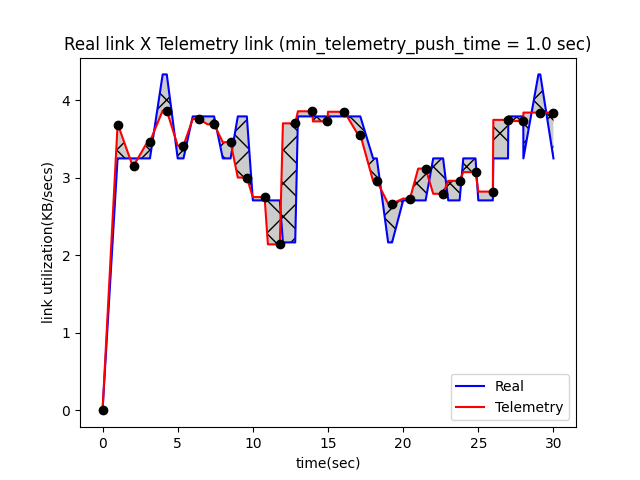 Real link X Telemetry link (min_telemetry_push_time = 1.0 sec)
link utilization(KB/secs)
4
3
2
1
0
0 5 10 15 20 25 30
time(sec)
Real
Telemetry